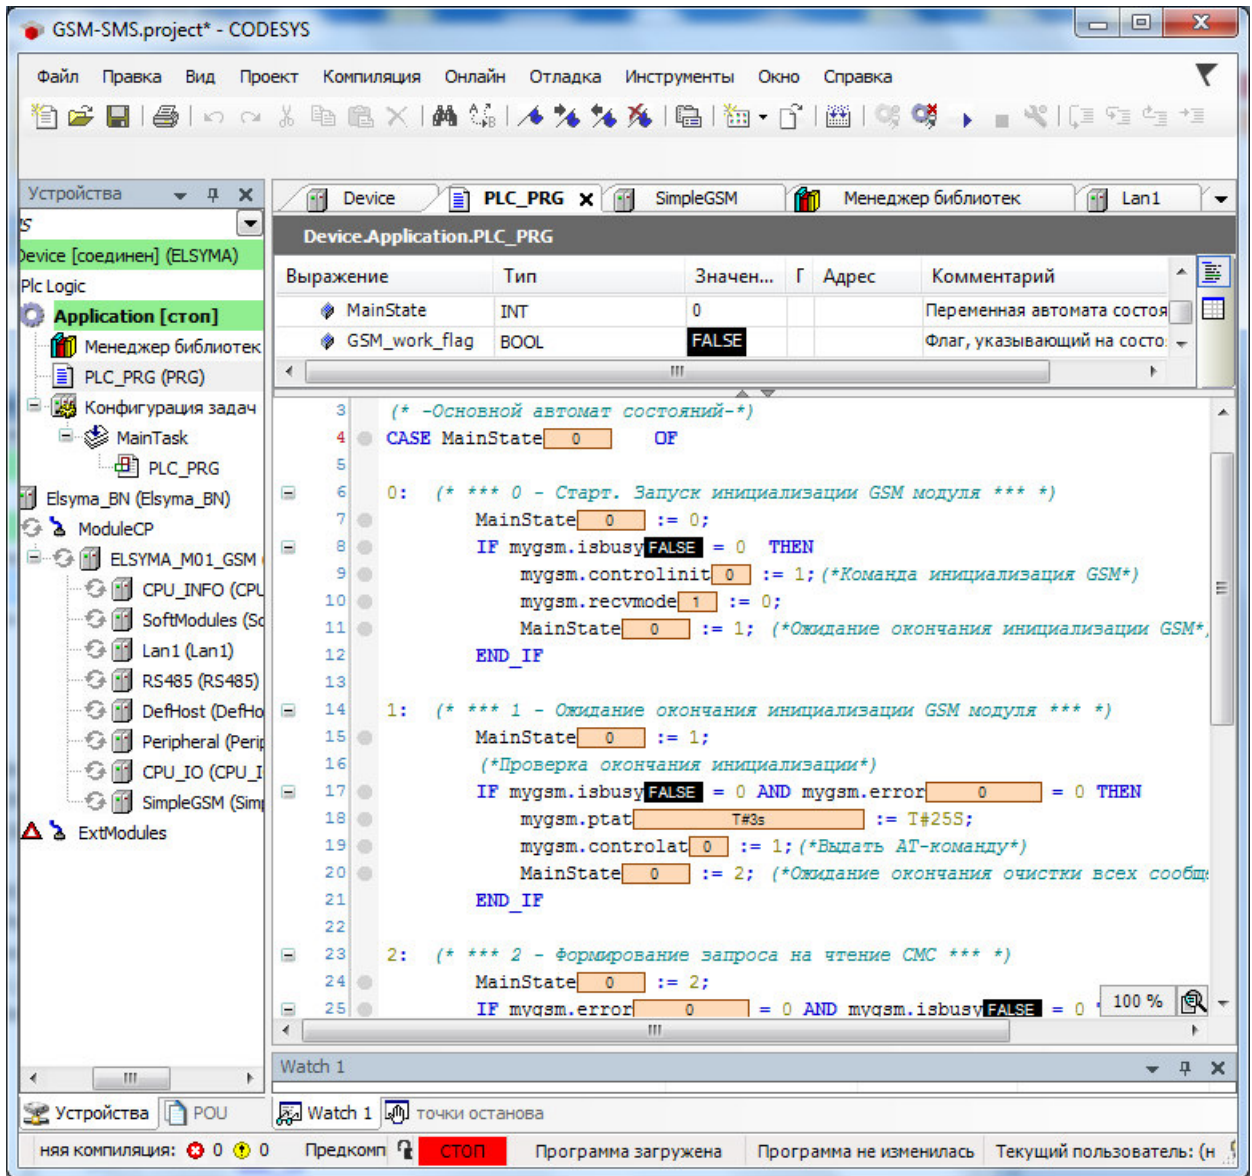 GSM-SMS.project* - CODESYS
Файл Правка Вид Проект Компиляция Онлайн Отладка Инструменты Окно Справка
Устройства
Device [соединен] (ELSYMA)
Plc Logic
Application [стоп]
Менеджер библиотек
PLC_PRG (PRG)
Конфигурация задач
MainTask
PLC_PRG
Elsyma_BN (Elsyma_BN)
ModuleCP
ELSYMA_M01_GSM (
CPU_INFO (CPU
SoftModules (So
Lan1 (Lan1)
RS485 (RS485)
DefHost (DefHo
Peripheral (Perip
CPU_IO (CPU_I
SimpleGSM (Simp
ExtModules
Устройства POU
Device PLC_PRG SimpleGSM Менеджер библиотек Lan1
Device.Application.PLC_PRG
Выражение Тип Значен... Г Адрес Комментарий
MainState INT 0 Переменная автомата состоя
GSM_work_flag BOOL FALSE Флаг, указывающий на состо
3 (* -Основной автомат состояний-*)
4 CASE MainState 0 OF
5
6 0: (* *** 0 - Старт. Запуск инициализации GSM модуля *** *)
7 MainState 0 := 0;
8 IF mygsm.isbusy FALSE = 0 THEN
9 mygsm.controlinit 0 := 1; (*Команда инициализация GSM*)
10 mygsm.recvmode 1 := 0;
11 MainState 0 := 1; (*Ожидание окончания инициализации GSM*
12 END_IF
13
14 1: (* *** 1 - Ожидание окончания инициализации GSM модуля *** *)
15 MainState 0 := 1;
16 (*Проверка окончания инициализации*)
17 IF mygsm.isbusy FALSE = 0 AND mygsm.error 0 = 0 THEN
18 mygsm.ptat T#3s := T#25S;
19 mygsm.controlat 0 := 1; (*Выдать AT-команду*)
20 MainState 0 := 2; (*Ожидание окончания очистки всех сообщ
21 END_IF
22
23 2: (* *** 2 - Формирование запроса на чтение СМС *** *)
24 MainState 0 := 2;
25 IF mygsm.error 0 = 0 AND mygsm.isbusy FALSE = 0
100 %
Watch 1
Watch 1 точки останова
няя компиляция: 0 0 Предкомп СТОП Программа загружена Программа не изменилась Текущий пользователь: (н